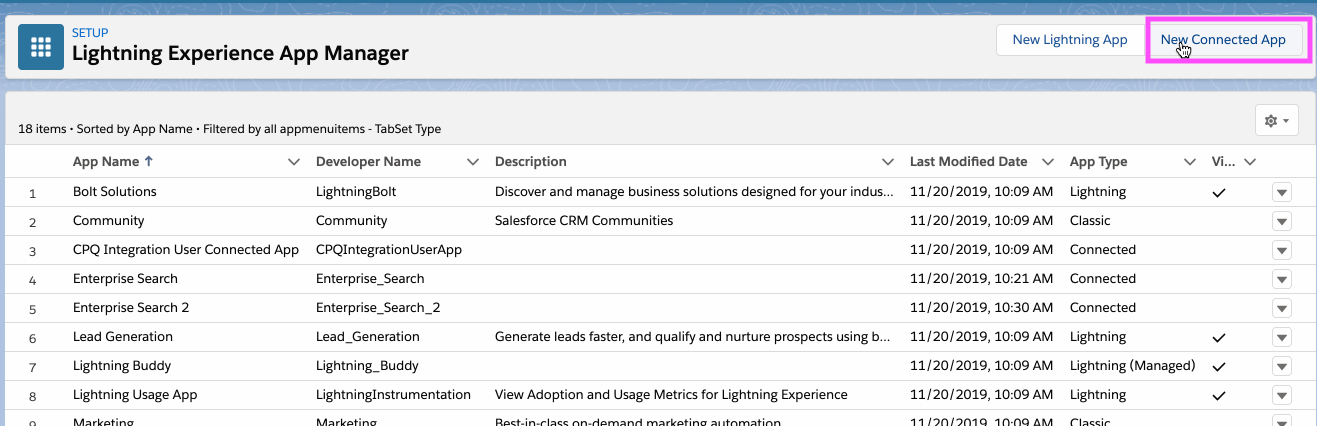 SETUP
Lightning Experience App Manager
New Lightning App
New Connected App
18 items • Sorted by App Name • Filtered by all appmenuitems - TabSet Type
App Name Developer Name Description Last Modified Date App Type Vi...
1 Bolt Solutions LightningBolt Discover and manage business solutions designed for your indus... 11/20/2019, 10:09 AM Lightning
2 Community Community Salesforce CRM Communities 11/20/2019, 10:09 AM Classic
3 CPQ Integration User Connected App CPQIntegrationUserApp 11/20/2019, 10:09 AM Connected
4 Enterprise Search Enterprise_Search 11/20/2019, 10:21 AM Connected
5 Enterprise Search 2 Enterprise_Search_2 11/20/2019, 10:30 AM Connected
6 Lead Generation Lead_Generation Generate leads faster, and qualify and nurture prospects using b... 11/20/2019, 10:09 AM Lightning
7 Lightning Buddy Lightning_Buddy 11/20/2019, 10:09 AM Lightning (Managed)
8 Lightning Usage App LightningInstrumentation View Adoption and Usage Metrics for Lightning Experience 11/20/2019, 10:09 AM Lightning
9 Marketing Marketing Best-in-class on-demand marketing automation 11/20/2019, 10:09 AM Classic